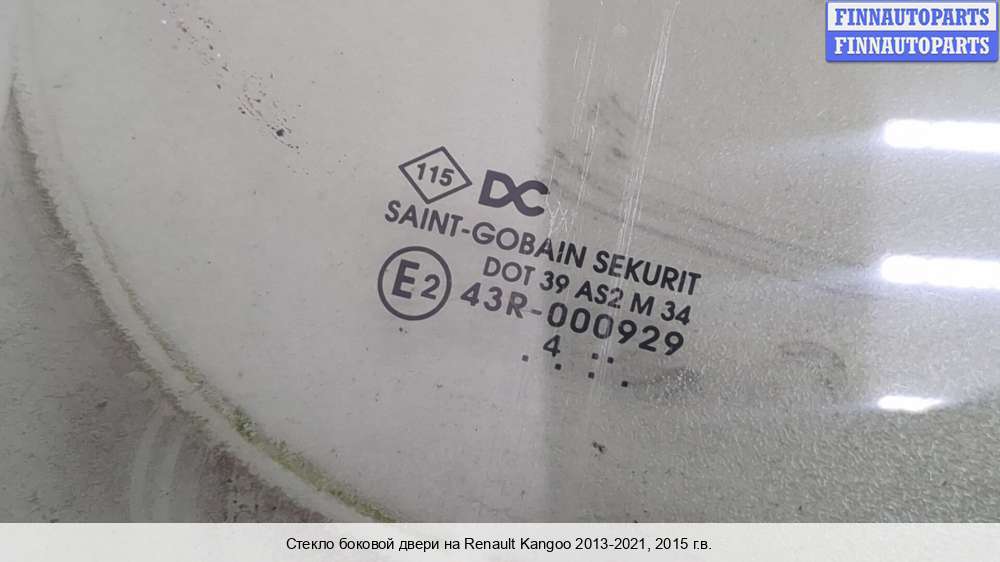 FINNAUTOPARTS
FINNAUTOPARTS
115 DC
SAINT-GOBAIN SEKURIT
DOT 39 AS2 M 34
E2 43R-000929
. 4 . : : .
Стекло боковой двери на Renault Kangoo 2013-2021, 2015 г.в.